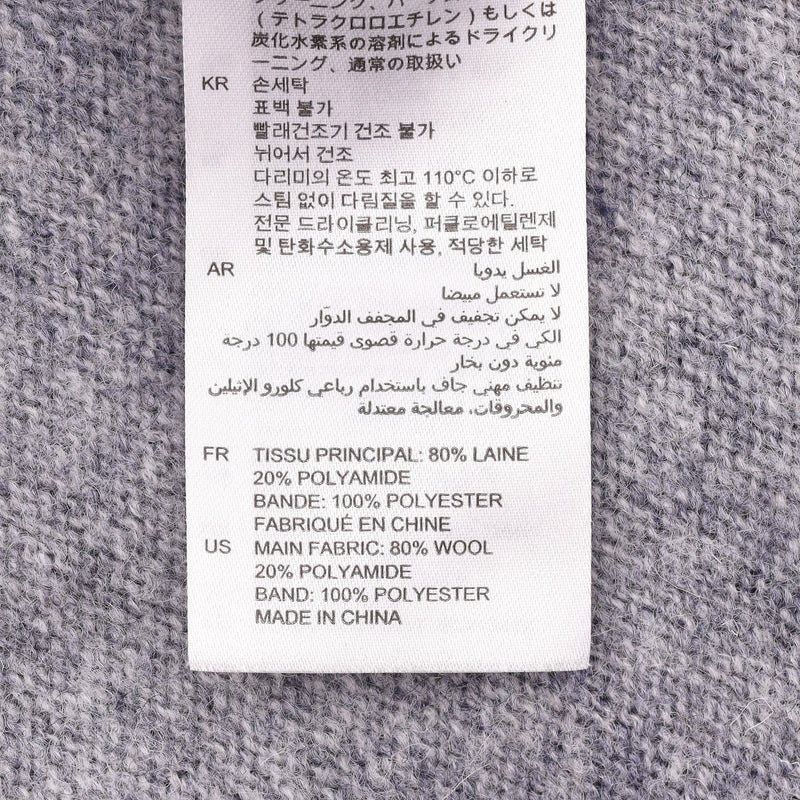 (テトラクロロエチレン)もしくは
炭化水素系の溶剤によるドライクリ
ーニング、通常の取扱い
KR 손세탁
표백 불가
빨래건조기 건조 불가
뉘어서 건조
다리미의 온도 최고 110°C 이하로
스팀 없이 다림질을 할 수 있다.
전문 드라이클리닝, 퍼클로에틸렌제
및 탄화수소용제 사용, 적당한 세탁
AR الغسل يدويا
لا تستعمل مبيضا
لا يمكن تجفيف في المجفف الدوّار
الكي في درجة حرارة قصوى قيمتها 100 درجة
مئوية دون بخار
تنظيف مهني جاف باستخدام رباعي كلورو الإثيلين
والمحروقات، معالجة معتدلة
FR TISSU PRINCIPAL: 80% LAINE
20% POLYAMIDE
BANDE: 100% POLYESTER
FABRIQUÉ EN CHINE
US MAIN FABRIC: 80% WOOL
20% POLYAMIDE
BAND: 100% POLYESTER
MADE IN CHINA